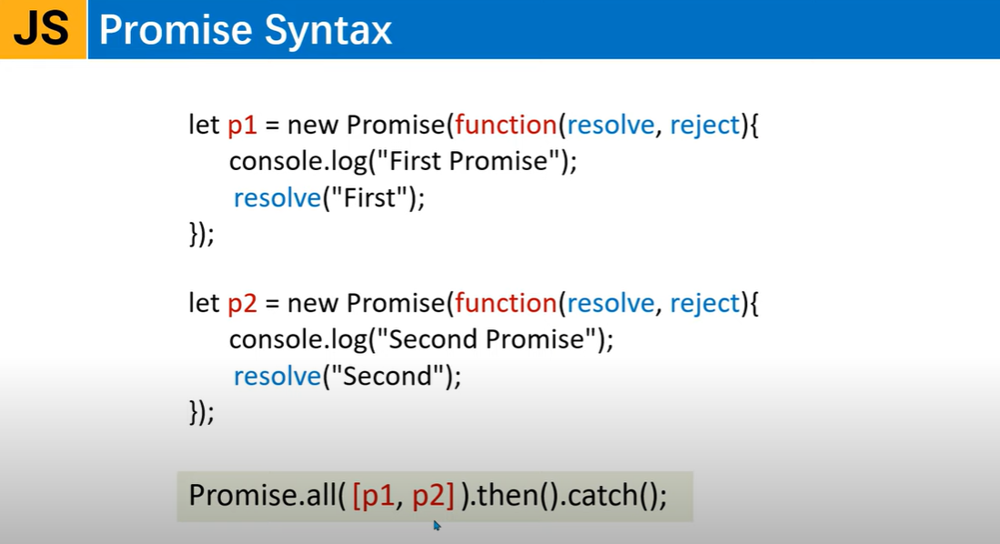 JS Promise Syntax
let p1 = new Promise(function(resolve, reject){
console.log("First Promise");
resolve("First");
});
let p2 = new Promise(function(resolve, reject){
console.log("Second Promise");
resolve("Second");
});
Promise.all( [p1, p2] ).then().catch();